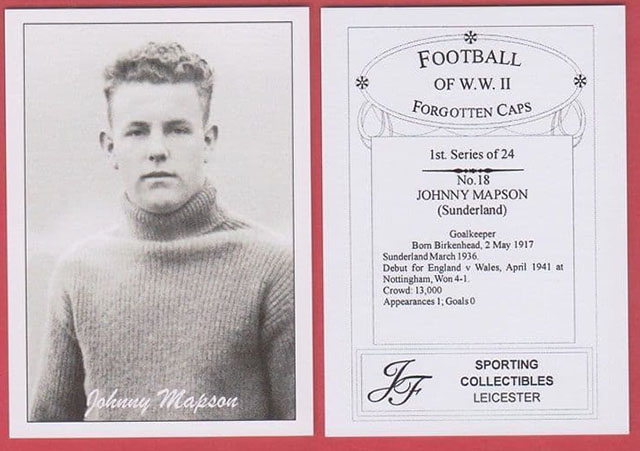 Johnny Mapson
FOOTBALL
OF W.W. II
FORGOTTEN CAPS
1st. Series of 24
No.18
JOHNNY MAPSON
(Sunderland)
Goalkeeper
Born Birkenhead, 2 May 1917
Sunderland March 1936.
Debut for England v Wales, April 1941 at
Nottingham, Won 4-1.
Crowd: 13,000
Appearances 1; Goals 0
JF
SPORTING
COLLECTIBLES
LEICESTER